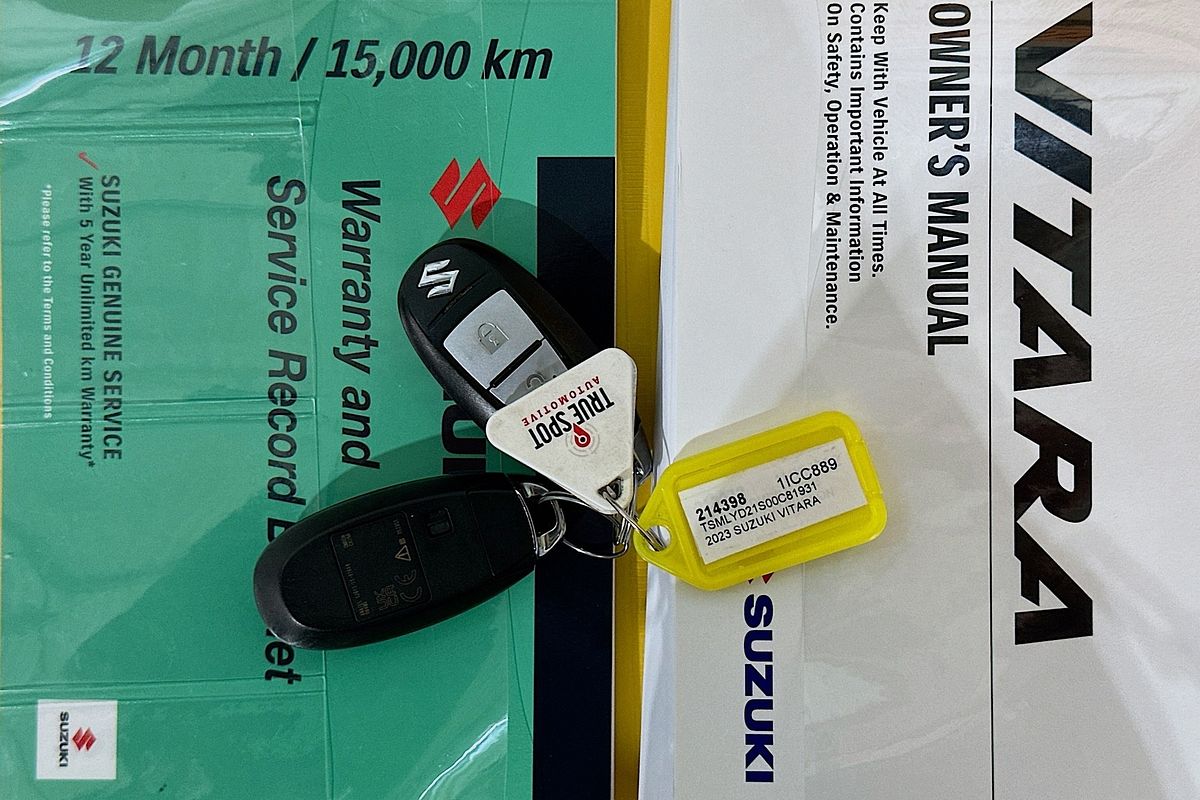 12 Month / 15,000 km
Warranty and
Service Record
SUZUKI GENUINE SERVICE
With 5 Year Unlimited km Warranty*
*Please refer to the Terms and Conditions
SUZUKI
TRUE SPOT
AUTOMOTIVE
214398 1ICC889
TSMLYD21S00C81931
2023 SUZUKI VITARA
VITARA
OWNER'S MANUAL
Keep With Vehicle At All Times.
Contains Important Information
On Safety, Operation & Maintenance.
SUZUKI